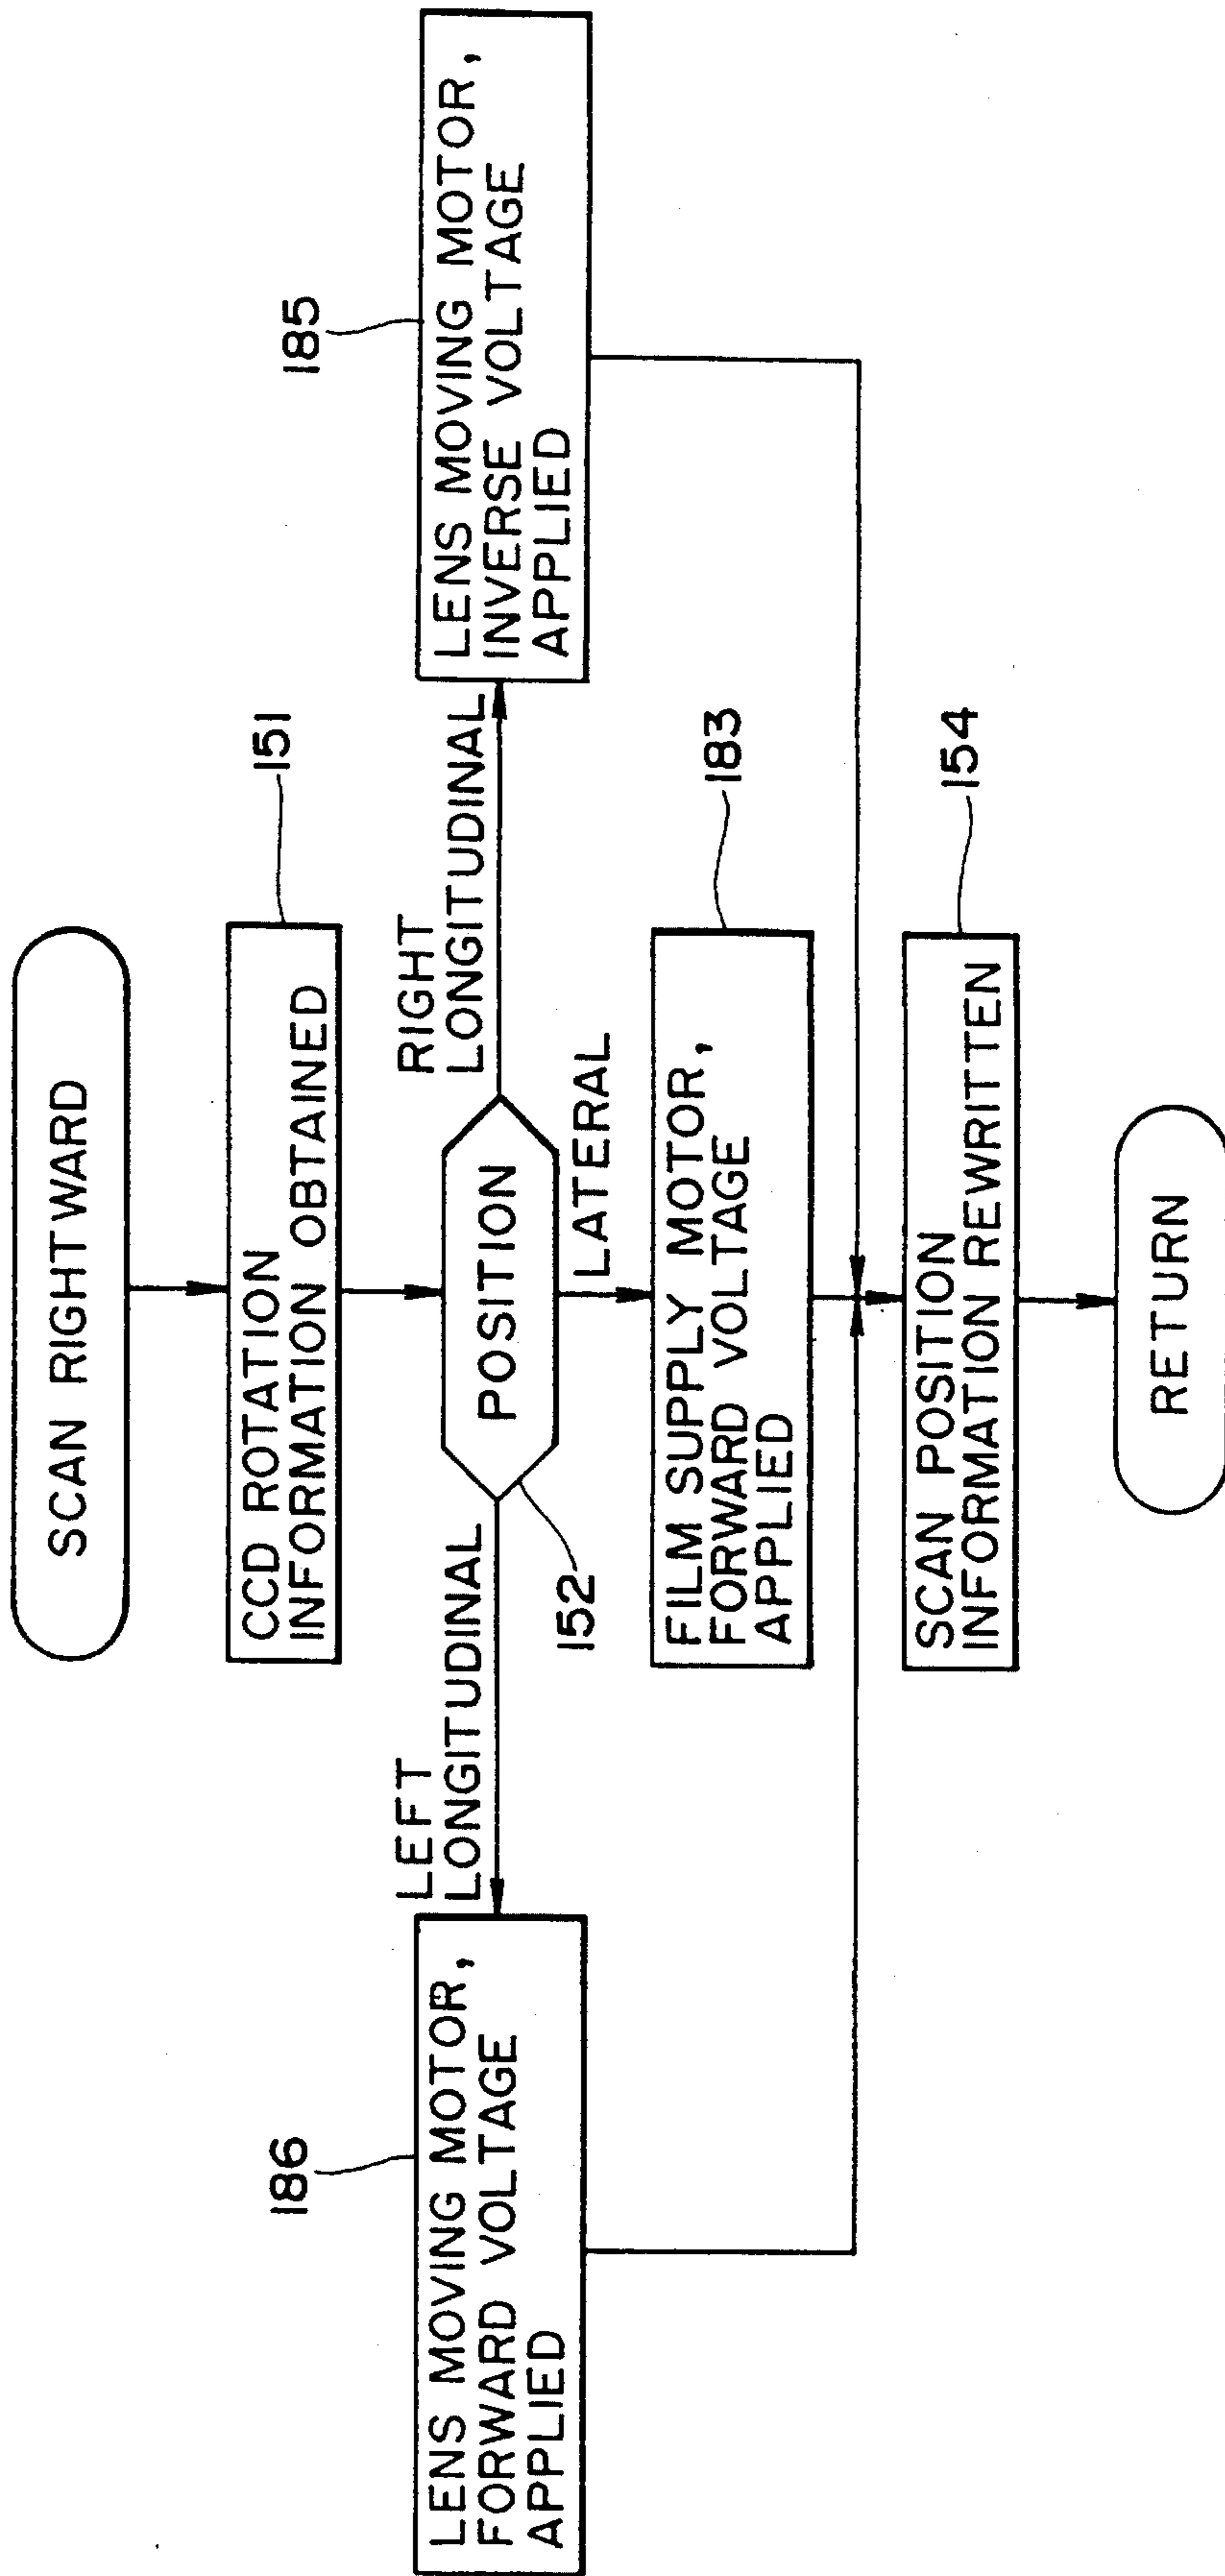 SCAN RIGHTWARD
151
CCD ROTATION
INFORMATION OBTAINED
POSITION
152
LEFT
LONGITUDINAL
RIGHT
LONGITUDINAL
LATERAL
186
LENS MOVING MOTOR,
FORWARD VOLTAGE
APPLIED
185
LENS MOVING MOTOR,
INVERSE VOLTAGE
APPLIED
183
FILM SUPPLY MOTOR,
FORWARD VOLTAGE
APPLIED
154
SCAN POSITION
INFORMATION REWRITTEN
RETURN